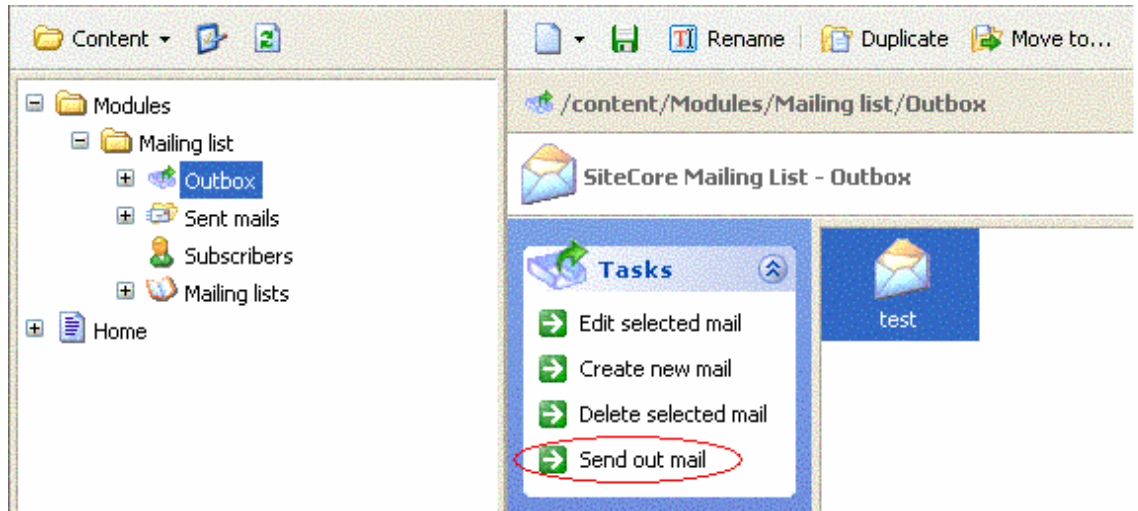 Content
Rename Duplicate Move to...
Modules
Mailing list
Outbox
Sent mails
Subscribers
Mailing lists
Home
/content/Modules/Mailing list/Outbox
SiteCore Mailing List - Outbox
Tasks
Edit selected mail
Create new mail
Delete selected mail
Send out mail
test